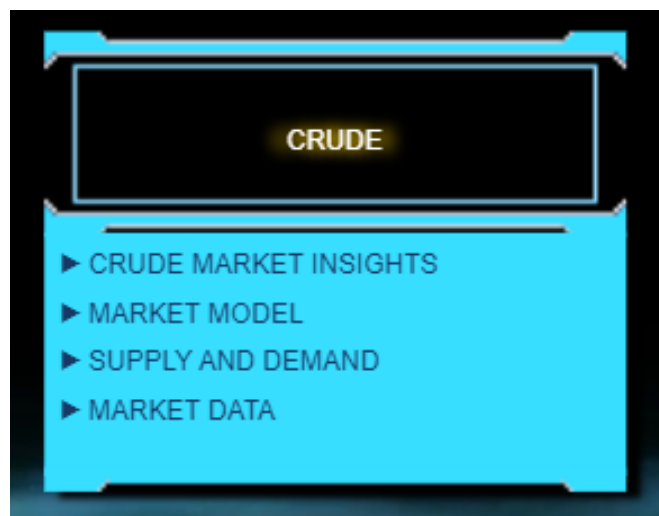 CRUDE
► CRUDE MARKET INSIGHTS
► MARKET MODEL
► SUPPLY AND DEMAND
► MARKET DATA